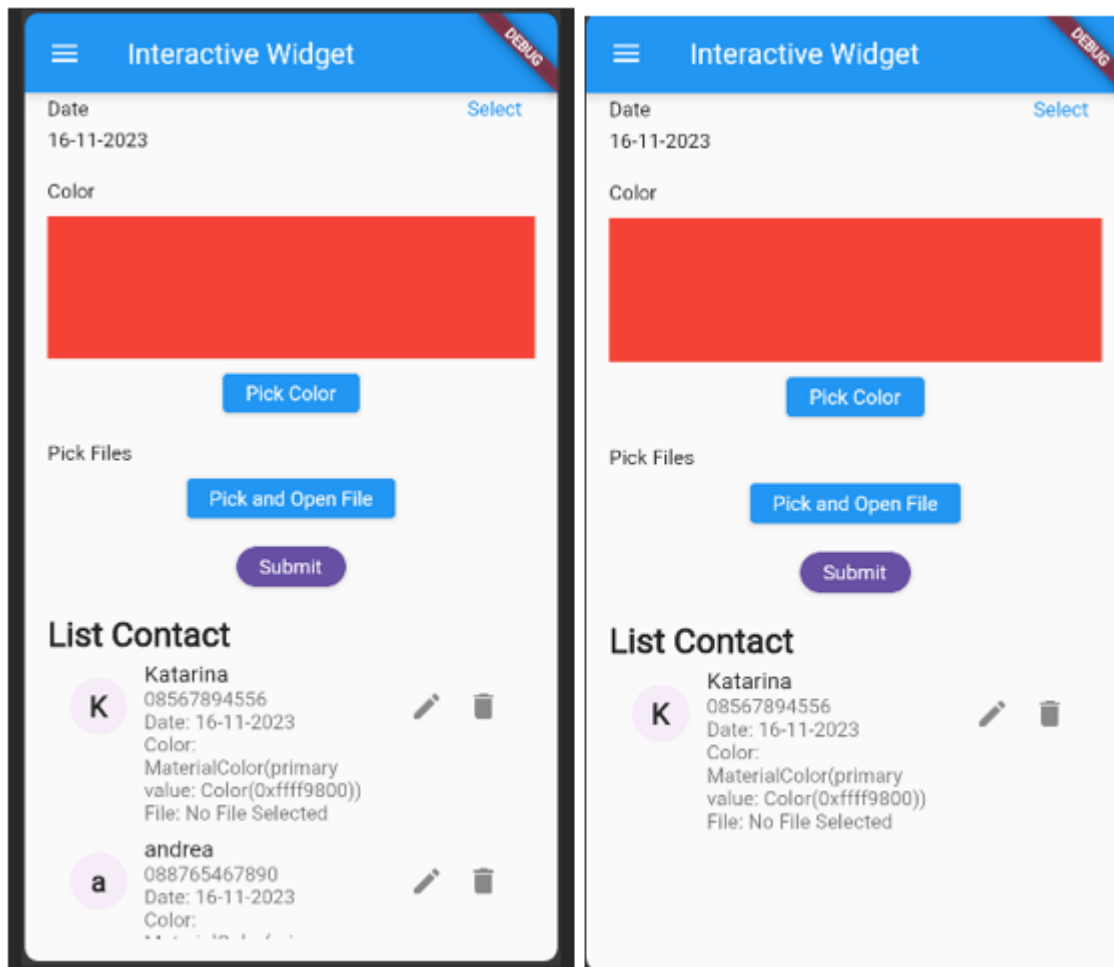 Interactive Widget
DEBUG
Date
Select
16-11-2023
Color
Pick Color
Pick Files
Pick and Open File
Submit
List Contact
K
Katarina
08567894556
Date: 16-11-2023
Color:
MaterialColor(primary
value: Color(0xffff9800))
File: No File Selected
a
andrea
088765467890
Date: 16-11-2023
Color:
Interactive Widget
DEBUG
Date
Select
16-11-2023
Color
Pick Color
Pick Files
Pick and Open File
Submit
List Contact
K
Katarina
08567894556
Date: 16-11-2023
Color:
MaterialColor(primary
value: Color(0xffff9800))
File: No File Selected